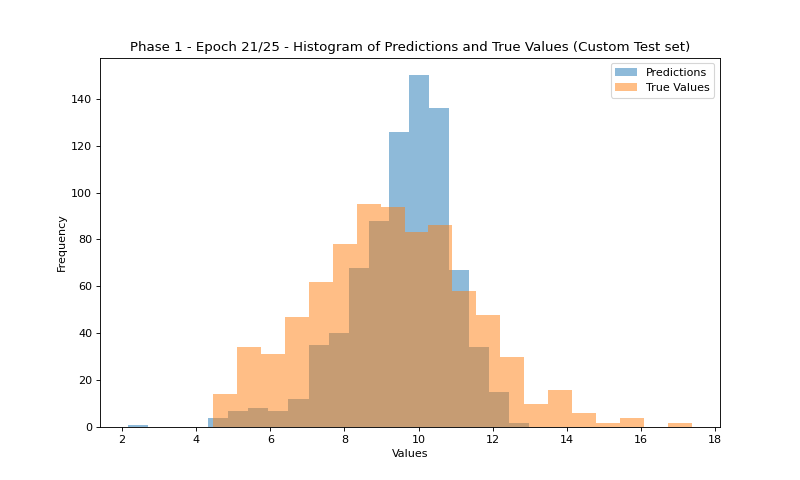 Phase 1 - Epoch 21/25 - Histogram of Predictions and True Values (Custom Test set)
Predictions
True Values
140
120
100
80
60
40
20
0
Frequency
2 4 6 8 10 12 14 16 18
Values